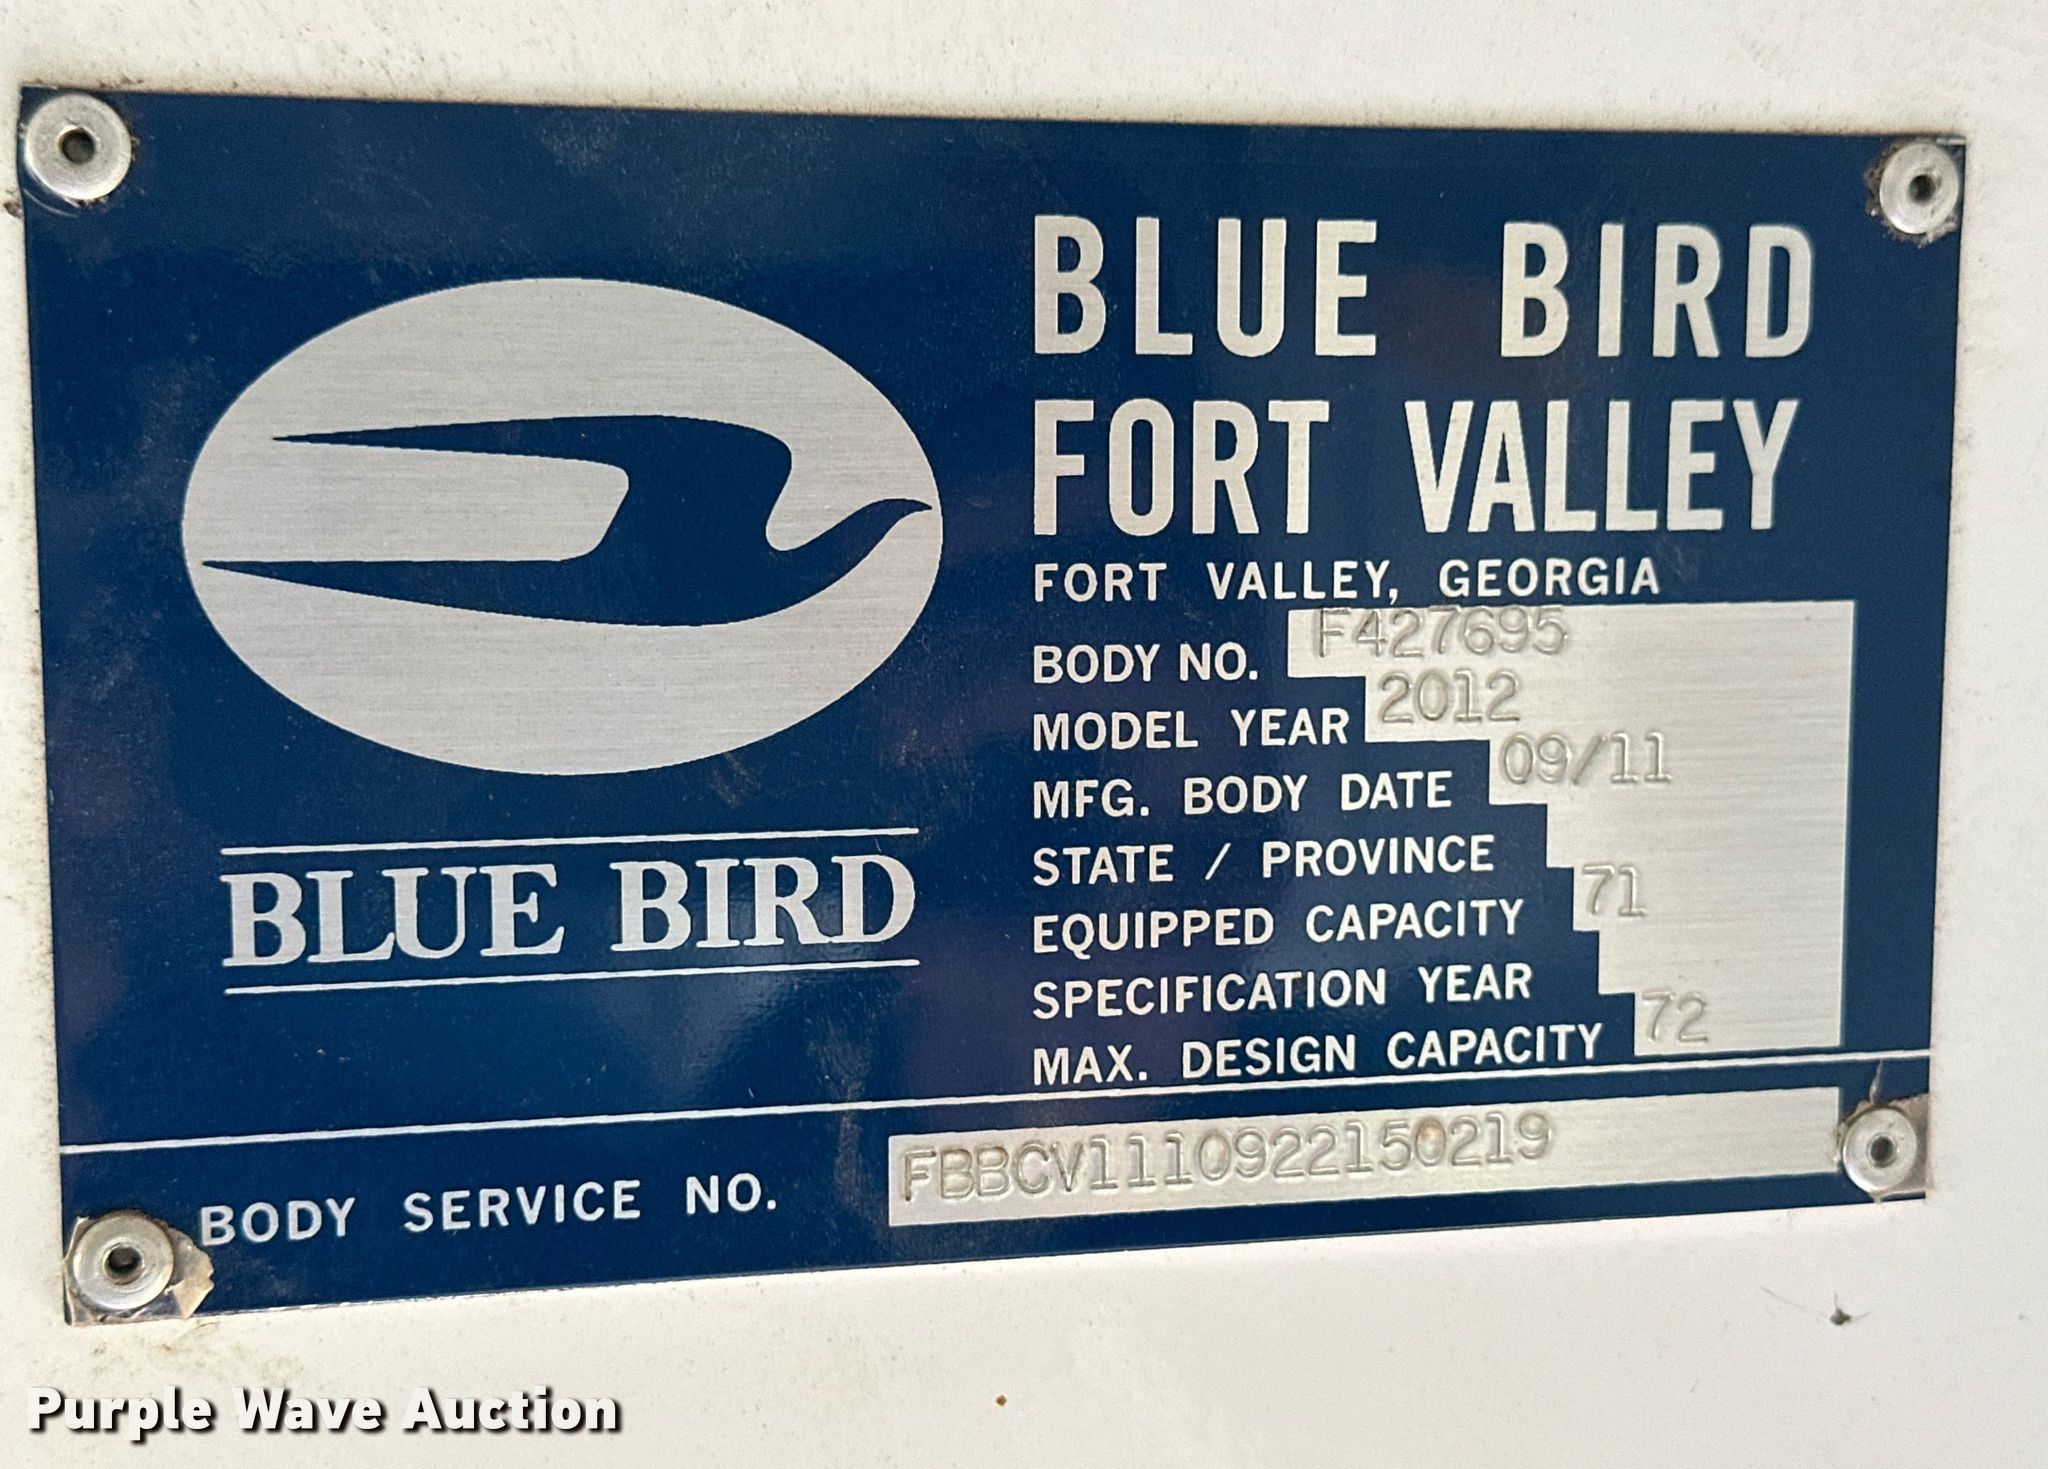 BLUE BIRD
FORT VALLEY
FORT VALLEY, GEORGIA
BODY NO. F427695
MODEL YEAR 2012
MFG. BODY DATE 09/11
STATE / PROVINCE
EQUIPPED CAPACITY 71
SPECIFICATION YEAR
MAX. DESIGN CAPACITY 72
BLUE BIRD
BODY SERVICE NO. FBBCV1110922150219
Purple Wave Auction